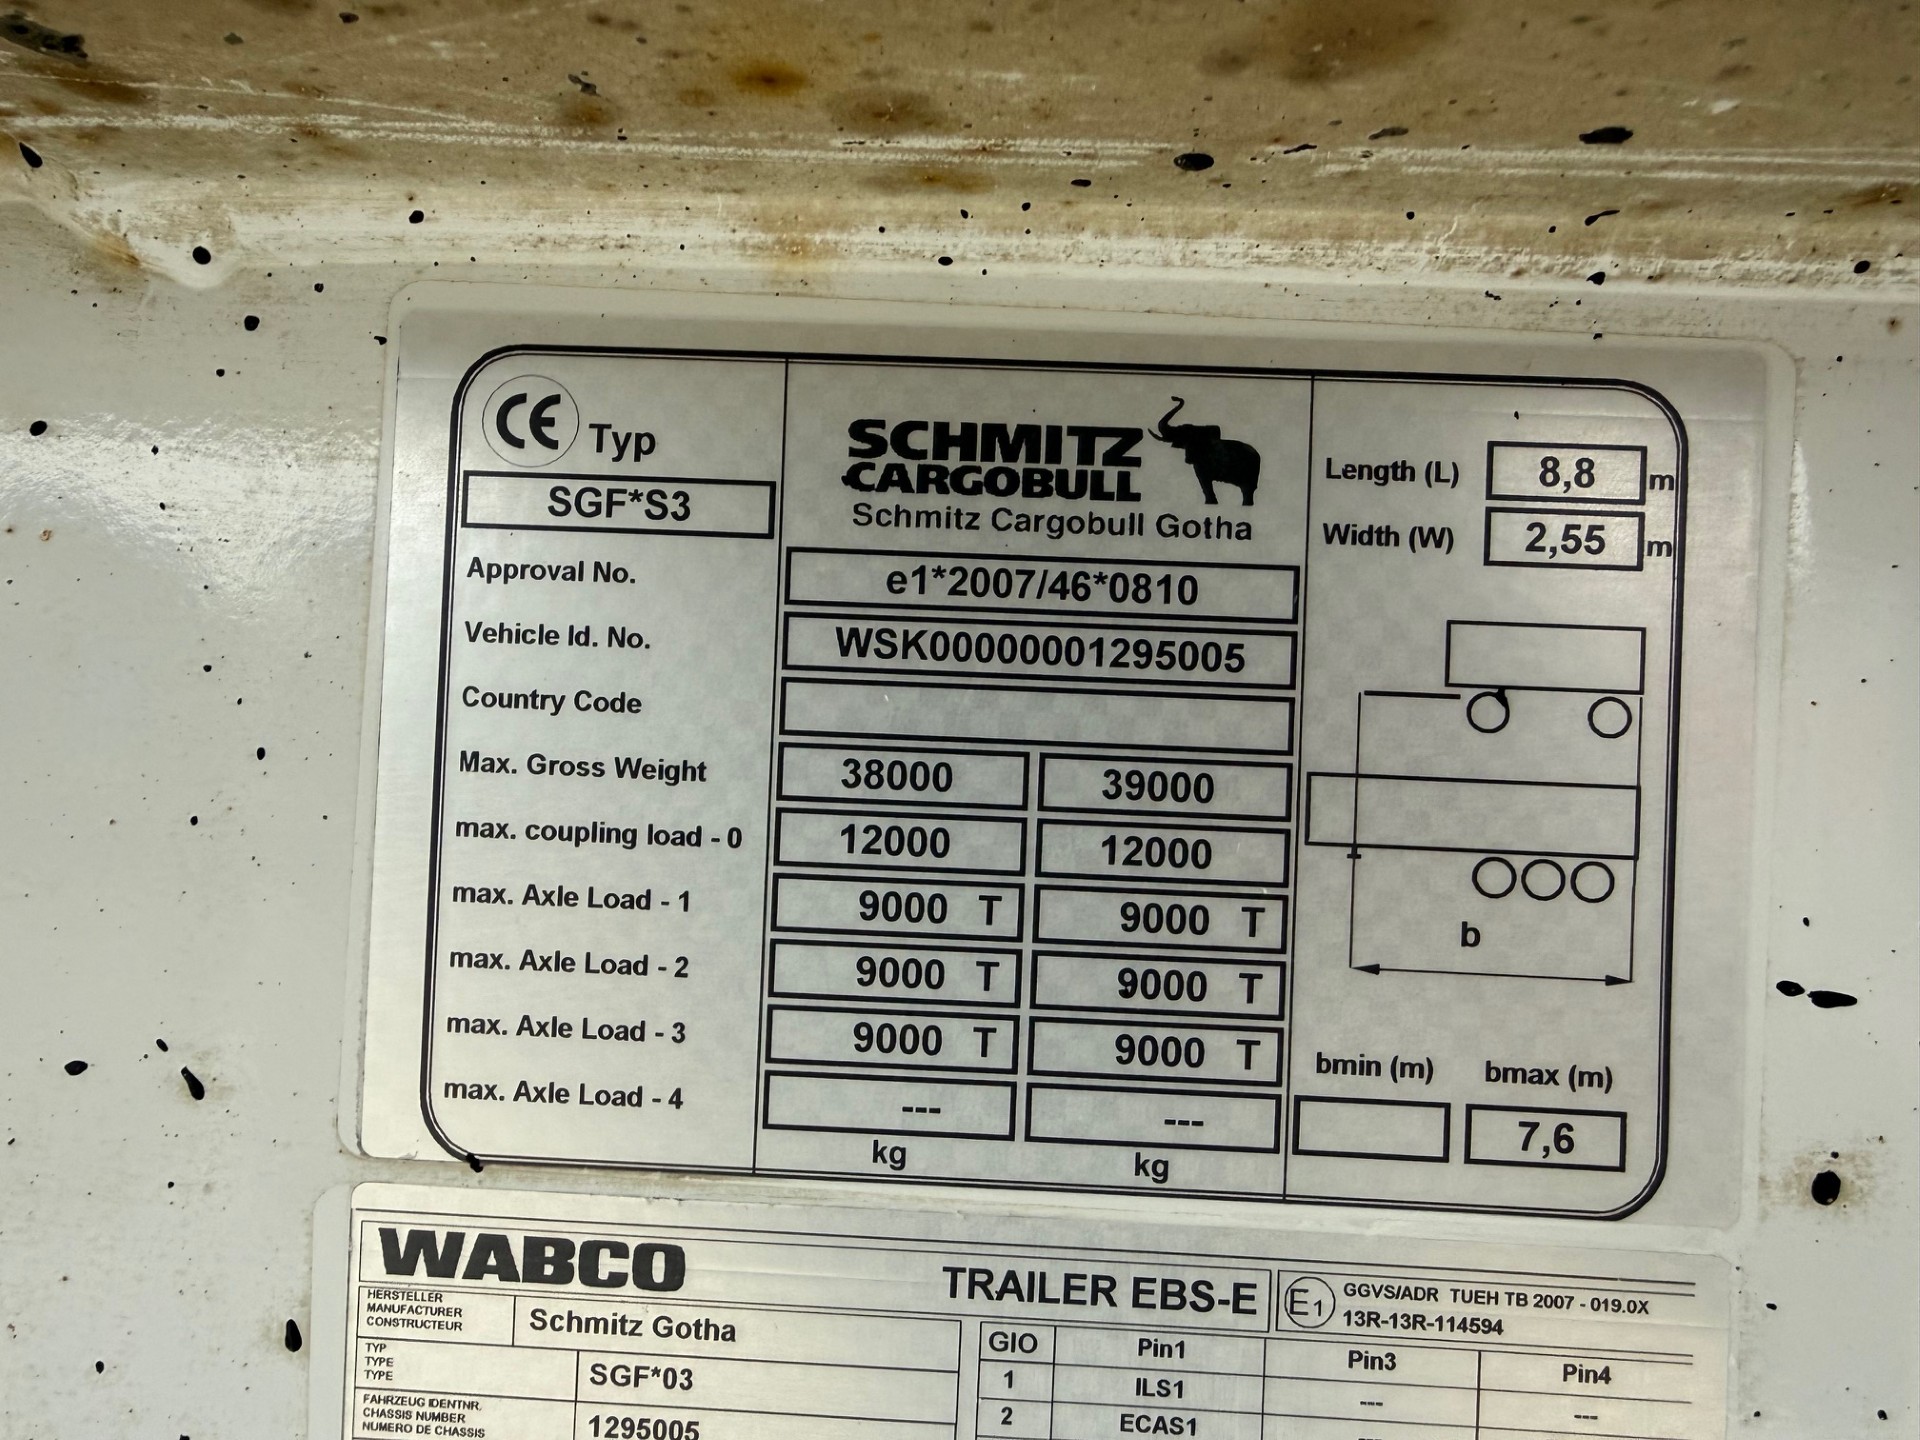 CE Typ
SGF*S3
SCHMITZ
CARGOBULL
Schmitz Cargobull Gotha
Length (L) 8,8 m
Width (W) 2,55 m
Approval No. e1*2007/46*0810
Vehicle Id. No. WSK00000001295005
Country Code
Max. Gross Weight 38000 39000
max. coupling load - 0 12000 12000
max. Axle Load - 1 9000 T 9000 T
max. Axle Load - 2 9000 T 9000 T
max. Axle Load - 3 9000 T 9000 T
max. Axle Load - 4 --- ---
kg kg
b
bmin (m) bmax (m)
7,6
WABCO TRAILER EBS-E
E1
GGVS/ADR TUEH TB 2007 - 019.0X
13R-13R-114594
HERSTELLER
MANUFACTURER
CONSTRUCTEUR
Schmitz Gotha
TYP
TYPE
TYPE
SGF*03
FAHRZEUG IDENTNR.
CHASSIS NUMBER
NUMERO DE CHASSIS
1295005
GIO Pin1 Pin3 Pin4
1 ILS1 --- ---
2 ECAS1